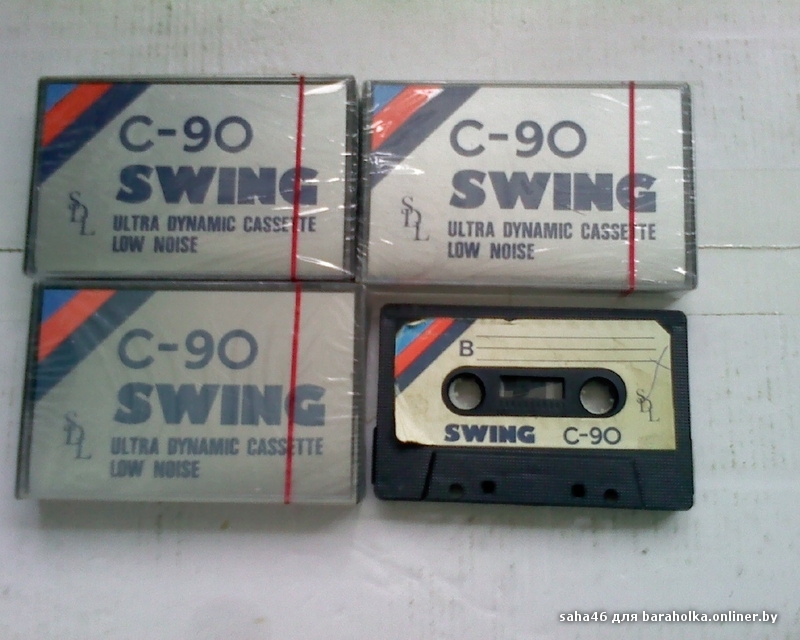 C-90
SWING
SDL
ULTRA DYNAMIC CASSETTE
LOW NOISE
C-90
SWING
SDL
ULTRA DYNAMIC CASSETTE
LOW NOISE
C-90
SWING
SDL
ULTRA DYNAMIC CASSETTE
LOW NOISE
B
SDL
SWING C-90
saha46 для baraholka.onliner.by